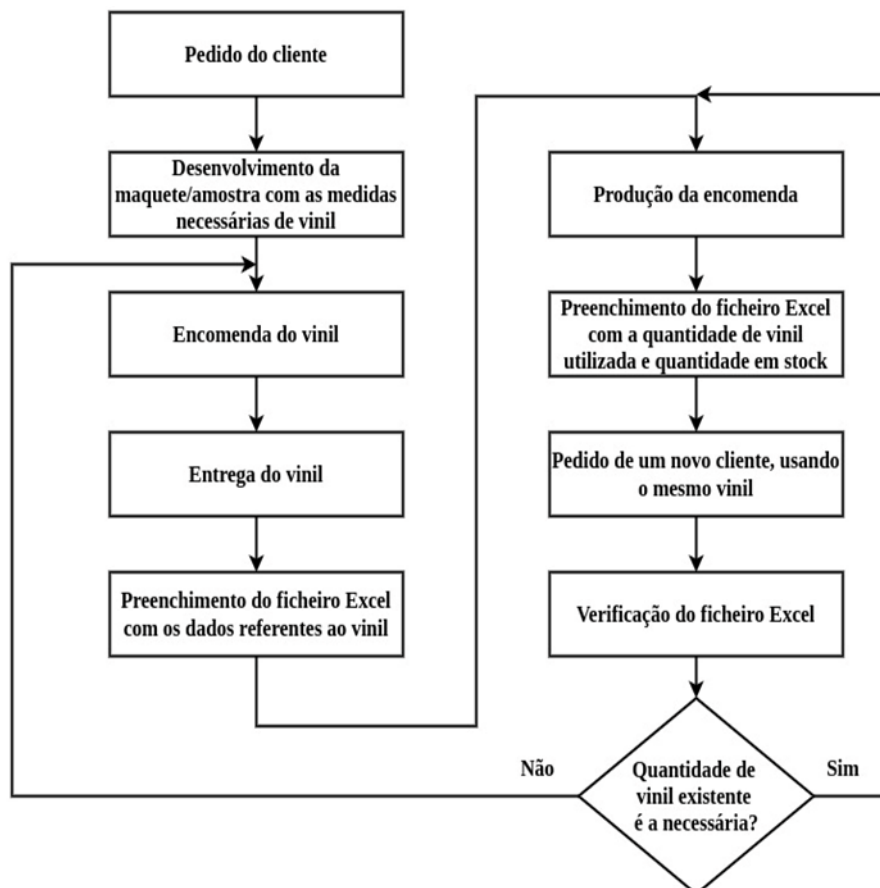 Pedido do cliente
Desenvolvimento da
maquete/amostra com as medidas
necessárias de vinil
Encomenda do vinil
Entrega do vinil
Preenchimento do ficheiro Excel
com os dados referentes ao vinil
Produção da encomenda
Preenchimento do ficheiro Excel
com a quantidade de vinil
utilizada e quantidade em stock
Pedido de um novo cliente, usando
o mesmo vinil
Verificação do ficheiro Excel
Não
Quantidade de
vinil existente
é a necessária?
Sim